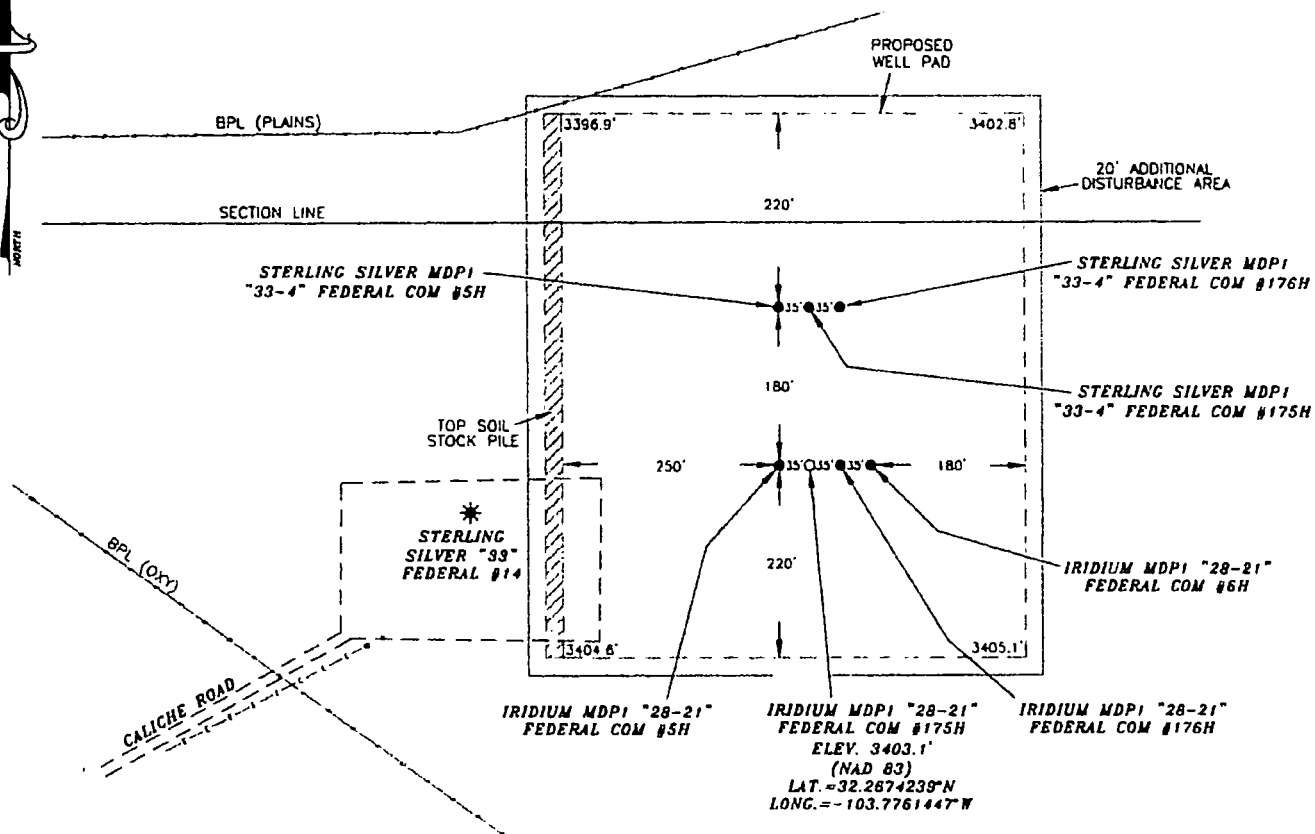 PROPOSED
WELL PAD
BPL (PLAINS)
3396.9'
3402.8'
20' ADDITIONAL
DISTURBANCE AREA
220'
SECTION LINE
NORTH
STERLING SILVER MDP1
"33-4" FEDERAL COM #5H
STERLING SILVER MDP1
"33-4" FEDERAL COM #176H
35' 35'
180'
STERLING SILVER MDP1
"33-4" FEDERAL COM #175H
TOP SOIL
STOCK PILE
250'
35' 35' 35'
180'
BPL (OXY)
STERLING
SILVER "33"
FEDERAL #14
220'
IRIDIUM MDP1 "28-21"
FEDERAL COM #6H
3404.6'
3405.1'
CALICHE ROAD
IRIDIUM MDP1 "28-21"
FEDERAL COM #5H
IRIDIUM MDP1 "28-21"
FEDERAL COM #175H
ELEV. 3403.1'
(NAD 83)
LAT.=32.2674239°N
LONG.=-103.7761447°W
IRIDIUM MDP1 "28-21"
FEDERAL COM #176H